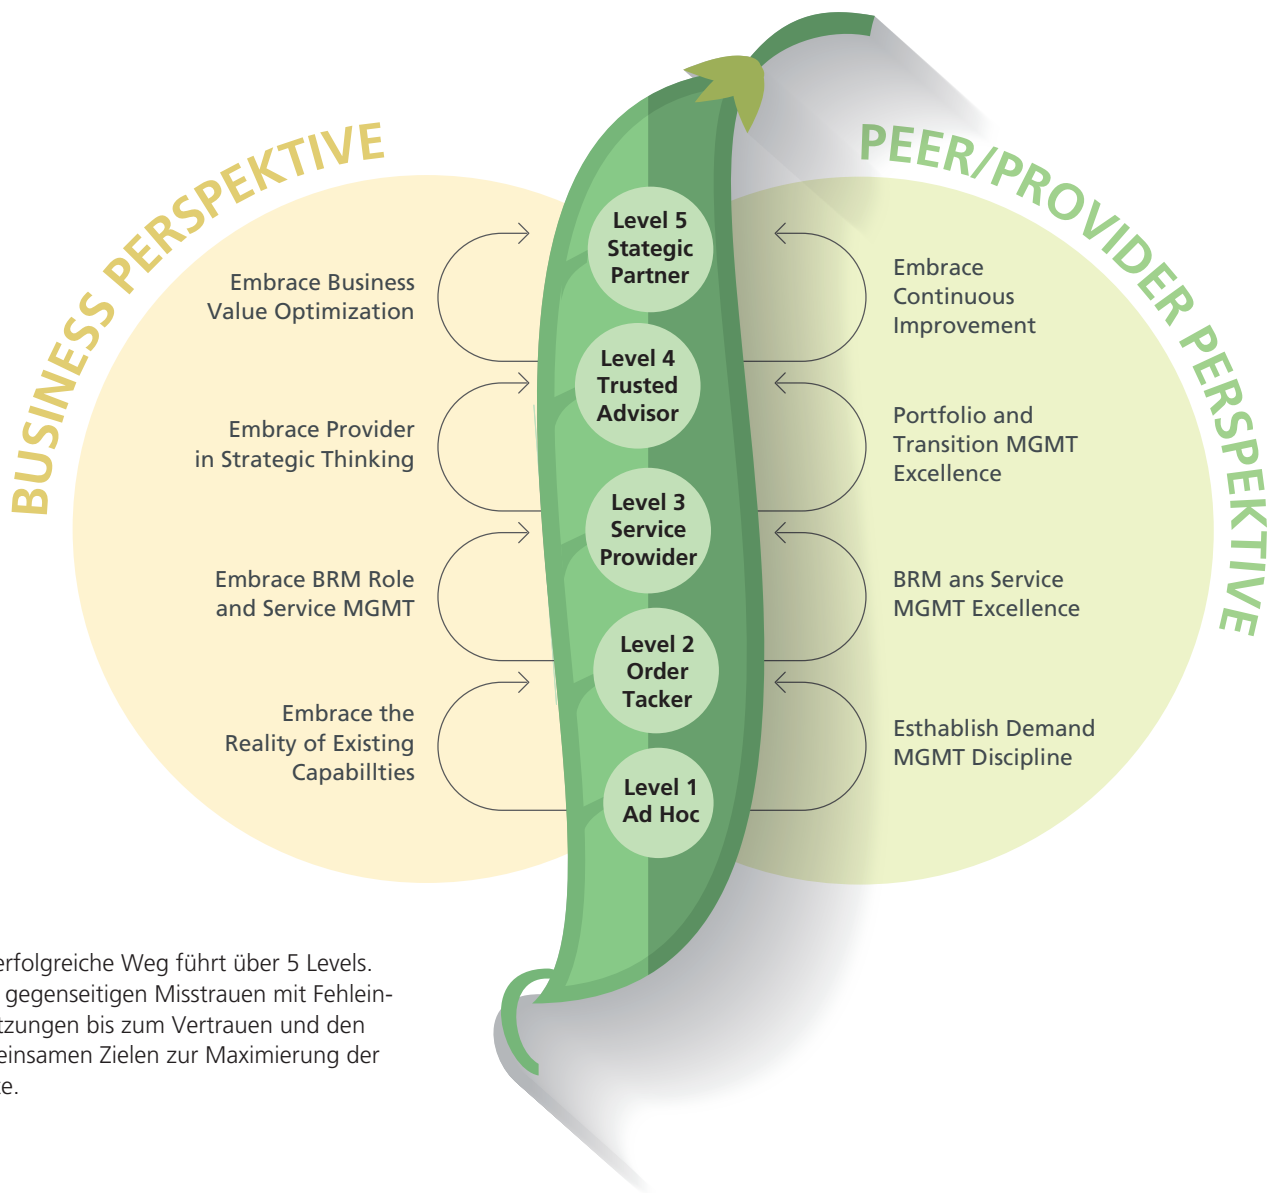 BUSINESS PERSPEKTIVE
PEER/PROVIDER PERSPEKTIVE
Level 5
Stategic
Partner
Embrace Business
Value Optimization
Embrace
Continuous
Improvement
Level 4
Trusted
Advisor
Embrace Provider
in Strategic Thinking
Portfolio and
Transition MGMT
Excellence
Level 3
Service
Prowider
Embrace BRM Role
and Service MGMT
BRM ans Service
MGMT Excellence
Level 2
Order
Tacker
Embrace the
Reality of Existing
Capabillties
Esthablish Demand
MGMT Discipline
Level 1
Ad Hoc
erfolgreiche Weg führt über 5 Levels.
gegenseitigen Misstrauen mit Fehlein-
tzungen bis zum Vertrauen und den
einsamen Zielen zur Maximierung der
te.